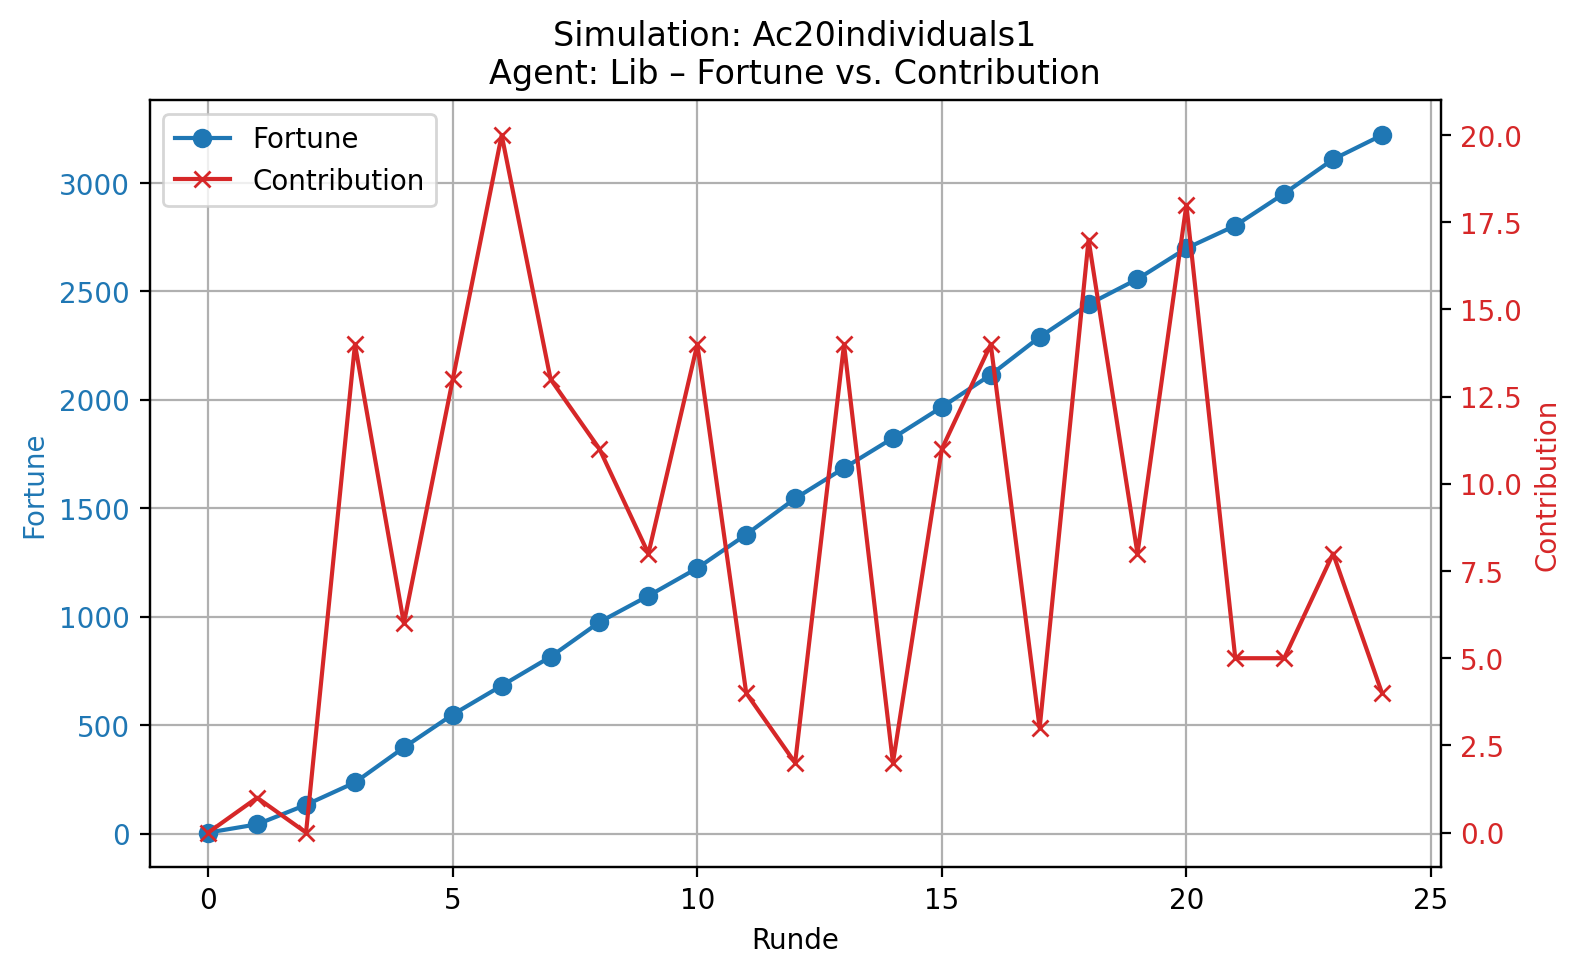 Simulation: Ac20individuals1
Agent: Lib – Fortune vs. Contribution
Fortune
Contribution
3000
2500
2000
1500
1000
500
0
Fortune
20.0
17.5
15.0
12.5
10.0
7.5
5.0
2.5
0.0
Contribution
0 5 10 15 20 25
Runde